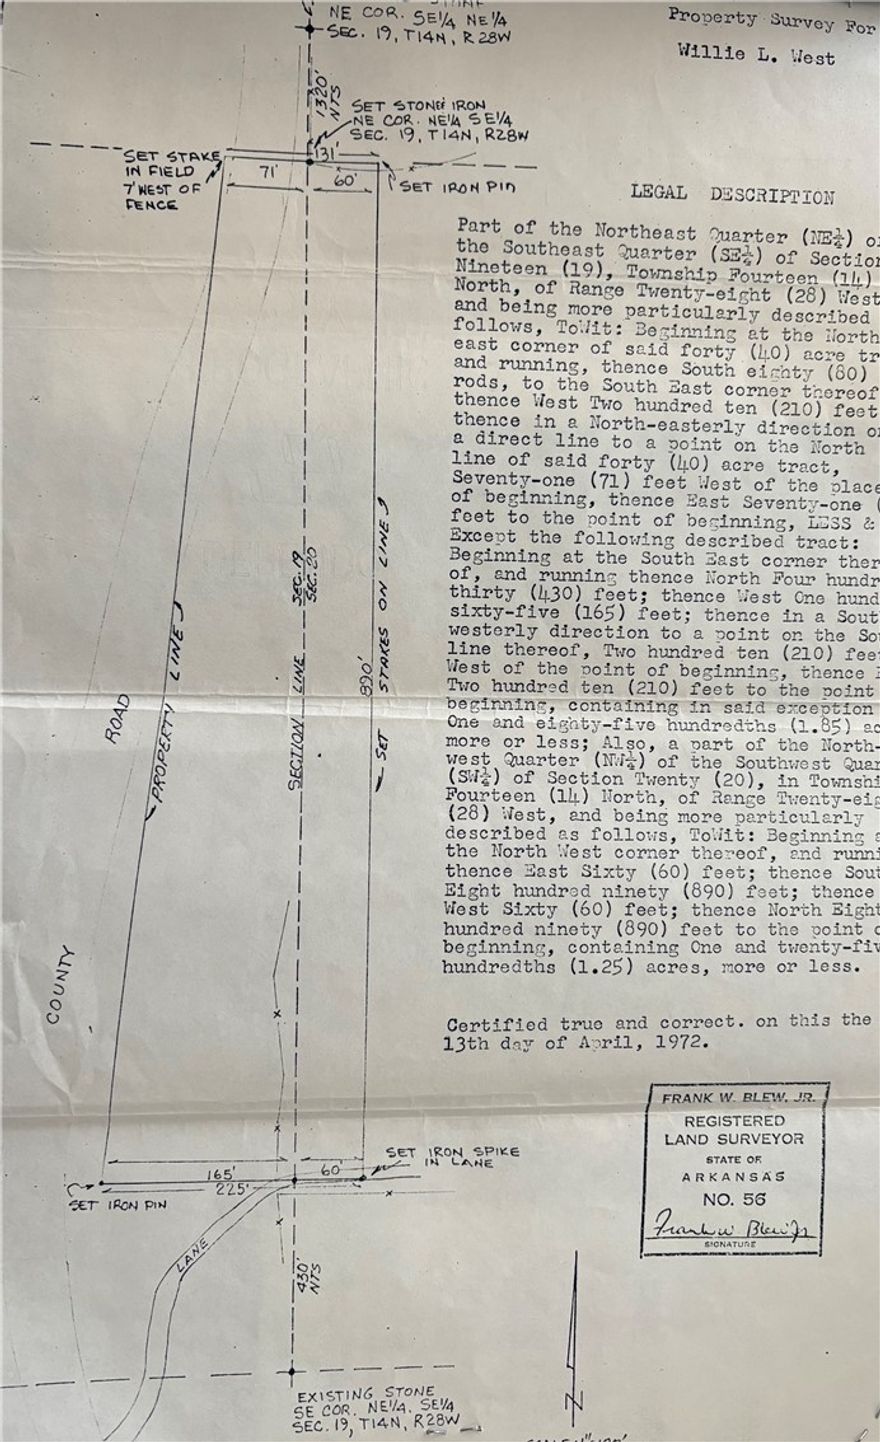 NE COR. SE¼ NE¼
SEC. 19, T14N, R28W
Property Survey For
Willie L. West
1320'
NTS
SET STONE & IRON
NE COR. NE¼ SE¼
SEC. 19, T14N, R28W
SET STAKE
IN FIELD
7' WEST OF
FENCE
131'
71'
60'
SET IRON PIN
LEGAL DESCRIPTION
Part of the Northeast Quarter (NE¼) o
the Southeast Quarter (SE¼) of Section
Nineteen (19), Township Fourteen (14)
North, of Range Twenty-eight (28) West
and being more particularly described
follows, ToWit: Beginning at the North
east corner of said forty (40) acre tr
and running, thence South eighty (80)
rods, to the South East corner thereof
thence West Two hundred ten (210) feet
thence in a North-easterly direction o
a direct line to a point on the North
line of said forty (40) acre tract,
Seventy-one (71) feet West of the place
of beginning, thence East Seventy-one (
feet to the point of beginning, LESS &
Except the following described tract:
Beginning at the South East corner ther
of, and running thence North Four hundr
thirty (430) feet; thence West One hund
sixty-five (165) feet; thence in a Sout
westerly direction to a point on the So
line thereof, Two hundred ten (210) fee
West of the point of beginning, thence
Two hundred ten (210) feet to the point
beginning, containing in said exception
One and eighty-five hundredths (1.85) ac
more or less; Also, a part of the North-
west Quarter (NW¼) of the Southwest Quar
(SW¼) of Section Twenty (20), in Townshi
Fourteen (14) North, of Range Twenty-eig
(28) West, and being more particularly
described as follows, ToWit: Beginning a
the North West corner thereof, and runni
thence East Sixty (60) feet; thence Sout
Eight hundred ninety (890) feet; thence
West Sixty (60) feet; thence North Eight
hundred ninety (890) feet to the point o
beginning, containing One and twenty-fiv
hundredths (1.25) acres, more or less.
Certified true and correct. on this the
13th day of April, 1972.
PROPERTY LINE
SECTION LINE
SEC. 19
SEC. 20
890'
SET STAKES ON LINE
COUNTY ROAD
FRANK W. BLEW, JR.
REGISTERED
LAND SURVEYOR
STATE OF
ARKANSAS
NO. 56
Frank W Blew Jr
SIGNATURE
SET IRON SPIKE
IN LANE
165'
60'
225'
SET IRON PIN
LANE
430'
NTS
N
EXISTING STONE
SE COR. NE¼, SE¼
SEC. 19, T14N, R28W